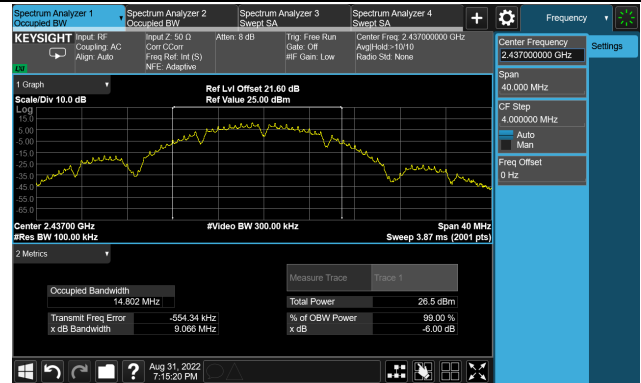 Spectrum Analyzer 1
Occupied BW
Spectrum Analyzer 2
Occupied BW
Spectrum Analyzer 3
Swept SA
Spectrum Analyzer 4
Swept SA
Frequency
KEYSIGHT
Input: RF
Coupling: AC
Align: Auto
Input Z: 50 Ω
Corr CCorr
Freq Ref: Int (S)
NFE: Adaptive
Atten: 8 dB
Trig: Free Run
Gate: Off
#IF Gain: Low
Center Freq: 2.437000000 GHz
Avg|Hold:>10/10
Radio Std: None
LXI
Center Frequency
2.437000000 GHz
Settings
Span
40.000 MHz
CF Step
4.000000 MHz
Auto
Man
Freq Offset
0 Hz
1 Graph
Scale/Div 10.0 dB
Ref Lvl Offset 21.60 dB
Ref Value 25.00 dBm
Log
15.0
5.00
-5.00
-15.0
-25.0
-35.0
-45.0
-55.0
-65.0
Center 2.43700 GHz
#Res BW 100.00 kHz
#Video BW 300.00 kHz
Span 40 MHz
Sweep 3.87 ms (2001 pts)
2 Metrics
Measure Trace
Trace 1
Occupied Bandwidth
14.802 MHz
Total Power
26.5 dBm
Transmit Freq Error
-554.34 kHz
% of OBW Power
99.00 %
x dB Bandwidth
9.066 MHz
x dB
-6.00 dB
?
Aug 31, 2022
7:15:20 PM